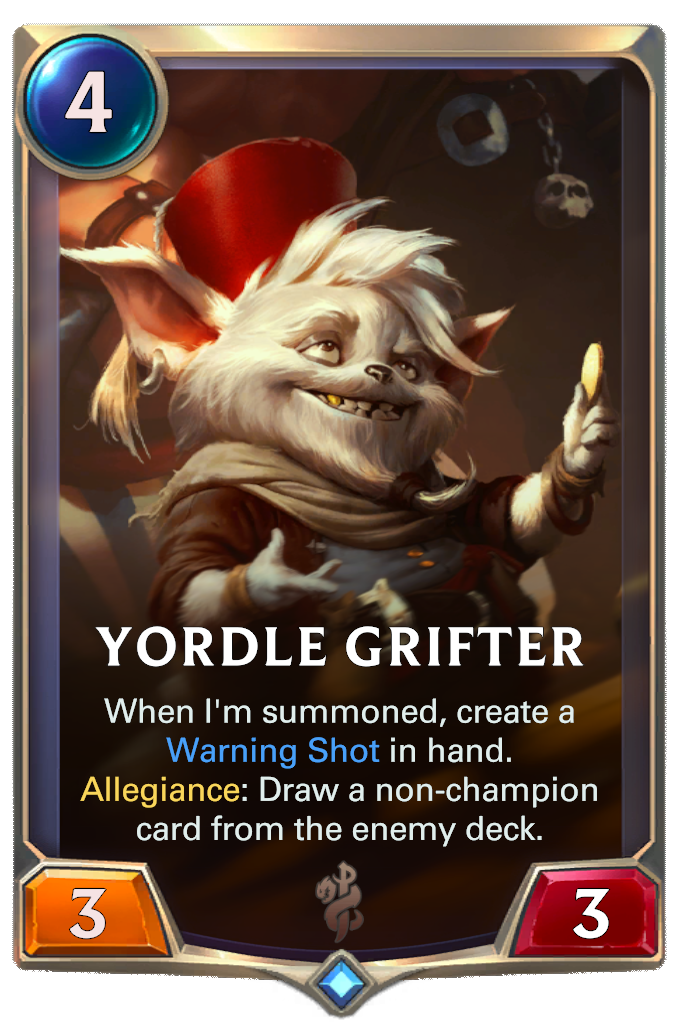 4
YORDLE GRIFTER
When I'm summoned, create a
Warning Shot in hand.
Allegiance: Draw a non-champion
card from the enemy deck.
3
3